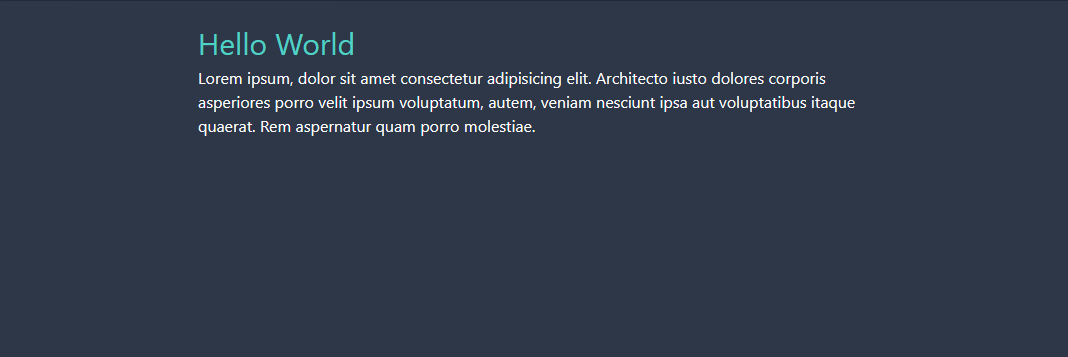 Hello World
Lorem ipsum, dolor sit amet consectetur adipisicing elit. Architecto iusto dolores corporis
asperiores porro velit ipsum voluptatum, autem, veniam nesciunt ipsa aut voluptatibus itaque
quaerat. Rem aspernatur quam porro molestiae.